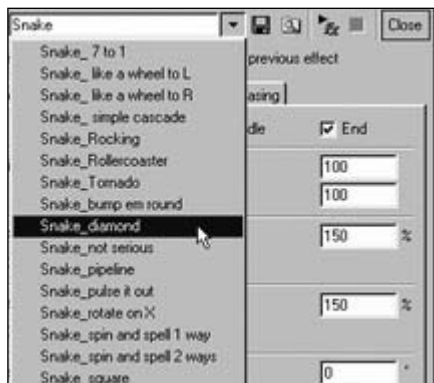 Snake Close
Snake_ 7 to 1 previous effect
Snake_ like a wheel to L
Snake_ like a wheel to R asing
Snake_ simple cascade dle End
Snake_Rocking
Snake_Rollercoaster 100
Snake_Tornado
Snake_bump em round 100
Snake_diamond 150 %
Snake_not serious
Snake_pipeline
Snake_pulse it out
Snake_rotate on X 150 %
Snake_spin and spell 1 way
Snake_spin and spell 2 ways
Snake_square 0 °